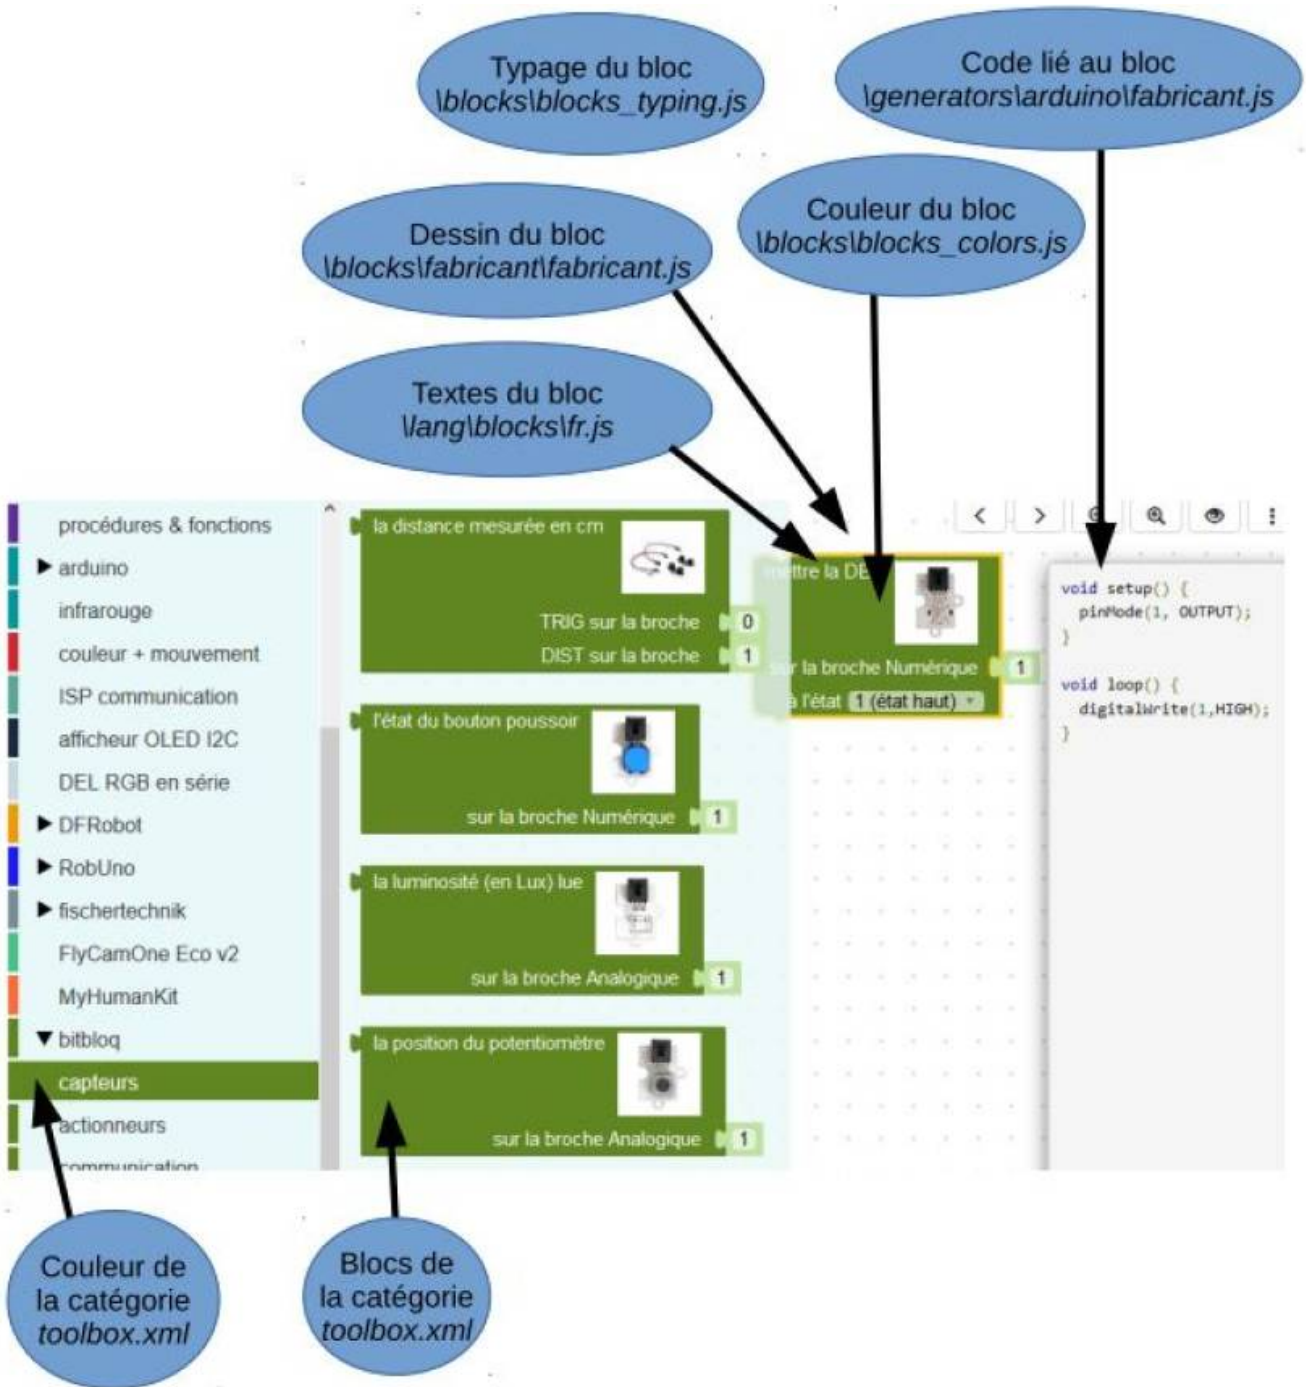 Typage du bloc
\blocks\blocks_typing.js
Code lié au bloc
\generators\arduino\fabricant.js
Dessin du bloc
\blocks\fabricant\fabricant.js
Couleur du bloc
\blocks\blocks_colors.js
Textes du bloc
\lang\blocks\fr.js
procédures & fonctions
arduino
infrarouge
couleur + mouvement
ISP communication
afficheur OLED I2C
DEL RGB en série
DFRobot
RobUno
fischertechnik
FlyCamOne Eco v2
MyHumanKit
bitbloq
capteurs
actionneurs
communication
la distance mesurée en cm
TRIG sur la broche 0
DIST sur la broche 1
l'état du bouton poussoir
sur la broche Numérique 1
la luminosité (en Lux) lue
sur la broche Analogique 1
la position du potentiomètre
sur la broche Analogique 1
mettre la DE
sur la broche Numérique 1
à l'état 1 (état haut)
void setup() {
pinMode(1, OUTPUT);
}
void loop() {
digitalWrite(1,HIGH);
}
Couleur de
la catégorie
toolbox.xml
Blocs de
la catégorie
toolbox.xml